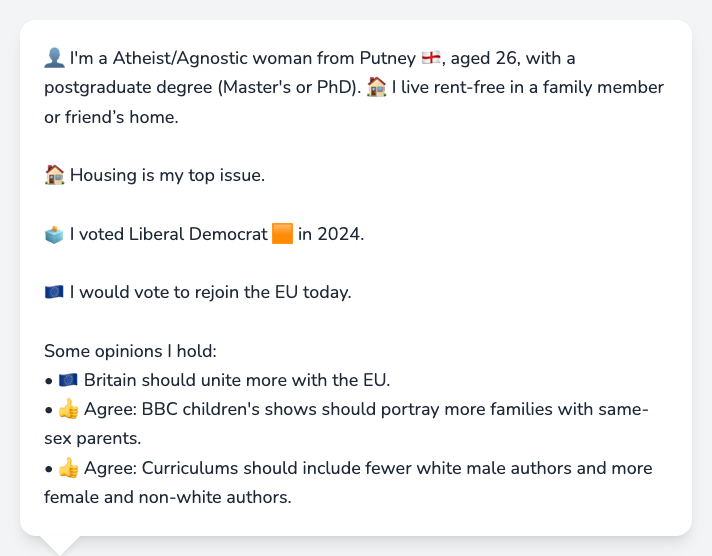 👤 I'm a Atheist/Agnostic woman from Putney 🏴󠁧󠁢󠁥󠁮󠁧󠁿, aged 26, with a
postgraduate degree (Master's or PhD). 🏠 I live rent-free in a family member
or friend’s home.
🏠 Housing is my top issue.
🗳️ I voted Liberal Democrat 🟧 in 2024.
🇪🇺 I would vote to rejoin the EU today.
Some opinions I hold:
• 🇪🇺 Britain should unite more with the EU.
• 👍 Agree: BBC children's shows should portray more families with same-
sex parents.
• 👍 Agree: Curriculums should include fewer white male authors and more
female and non-white authors.